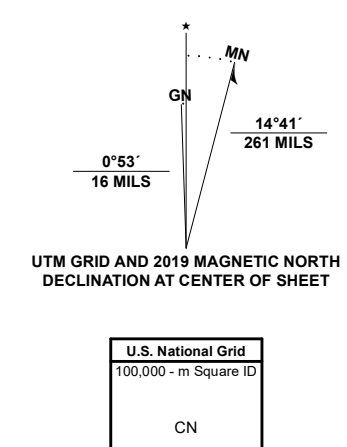 ★
MN
GN
14°41´
261 MILS
0°53´
16 MILS
UTM GRID AND 2019 MAGNETIC NORTH
DECLINATION AT CENTER OF SHEET
U.S. National Grid
100,000 - m Square ID
CN